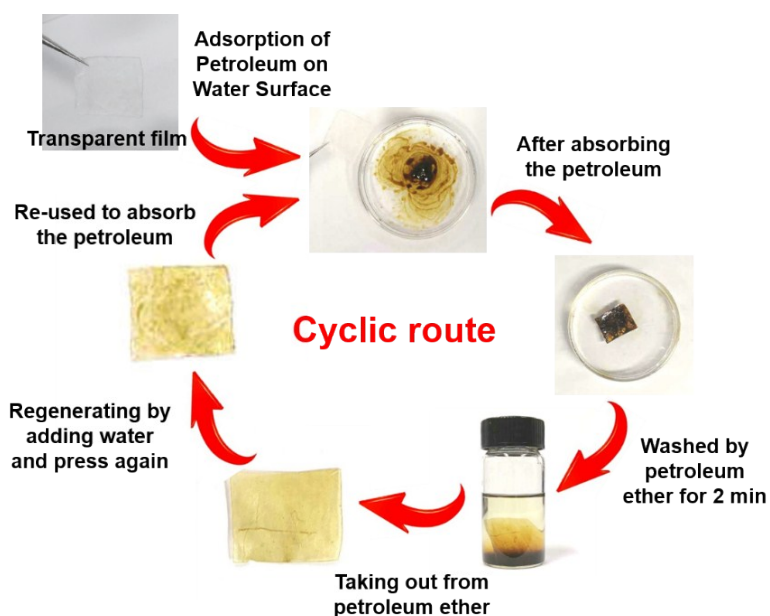 Adsorption of
Petroleum on
Water Surface
Transparent film
After absorbing
the petroleum
Re-used to absorb
the petroleum
Cyclic route
Regenerating by
adding water
and press again
Washed by
petroleum
ether for 2 min
Taking out from
petroleum ether